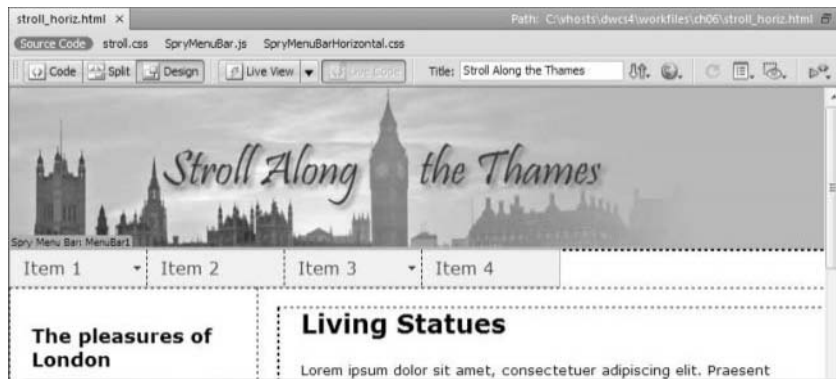 stroll_horiz.html × Path: C:\vhosts\dwcs4\workfiles\ch06\stroll_horiz.html
Source Code stroll.css SpryMenuBar.js SpryMenuBarHorizontal.css
Code Split Design Live View Live Code Title: Stroll Along the Thames
Stroll Along the Thames
Spry Menu Bar: MenuBar1
Item 1 Item 2 Item 3 Item 4
The pleasures of
London
Living Statues
Lorem ipsum dolor sit amet, consectetuer adipiscing elit. Praesent